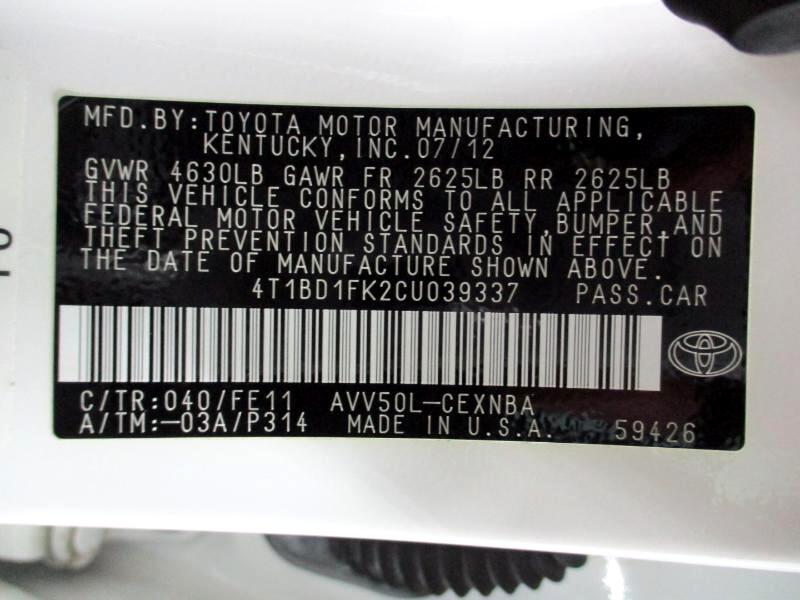 MFD.BY:TOYOTA MOTOR MANUFACTURING,
KENTUCKY,INC.07/12
GVWR 4630LB GAWR FR 2625LB RR 2625LB
THIS VEHICLE CONFORMS TO ALL APPLICABLE
FEDERAL MOTOR VEHICLE SAFETY,BUMPER,AND
THEFT PREVENTION STANDARDS IN EFFECT ON
THE DATE OF MANUFACTURE SHOWN ABOVE.
4T1BD1FK2CU039337 PASS.CAR
C/TR:040/FE11 AVV50L-CEXNBA
A/TM:-03A/P314 MADE IN U.S.A. 59426